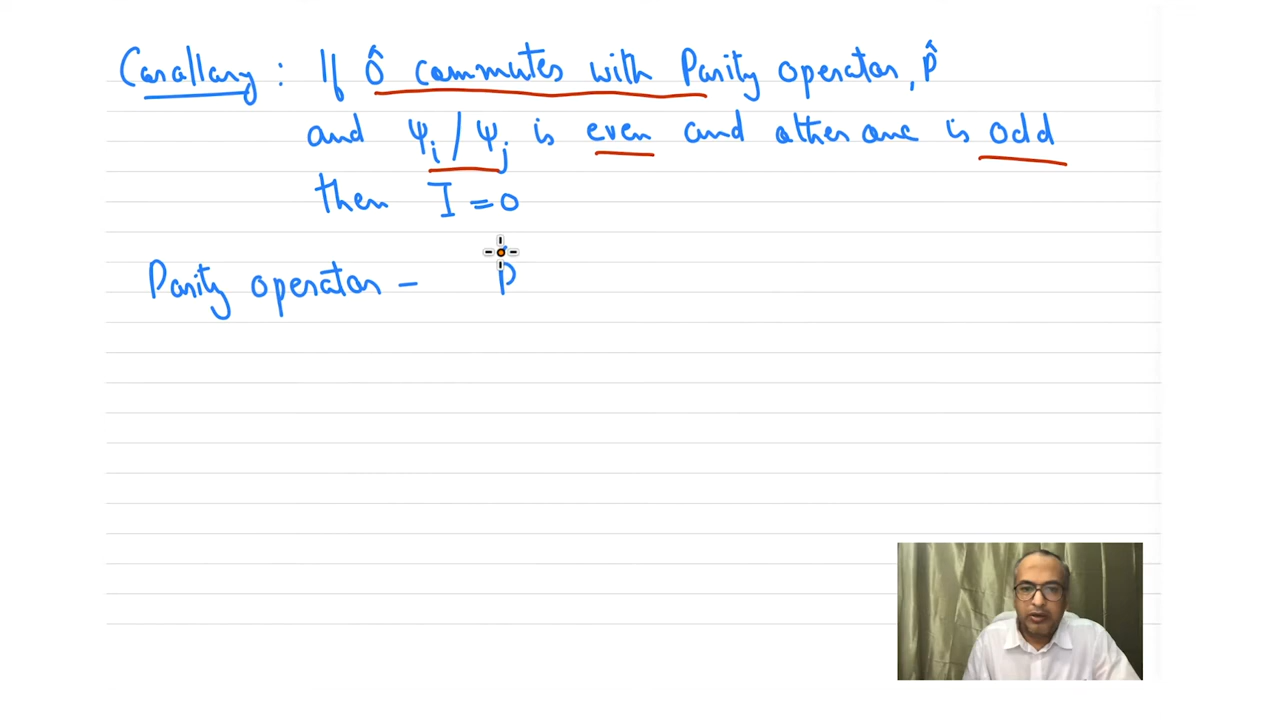 Corallary : If Ô commutes with Parity operator, P̂
and ψi / ψj is even and other one is odd
then I = 0
Parity operator – P̂